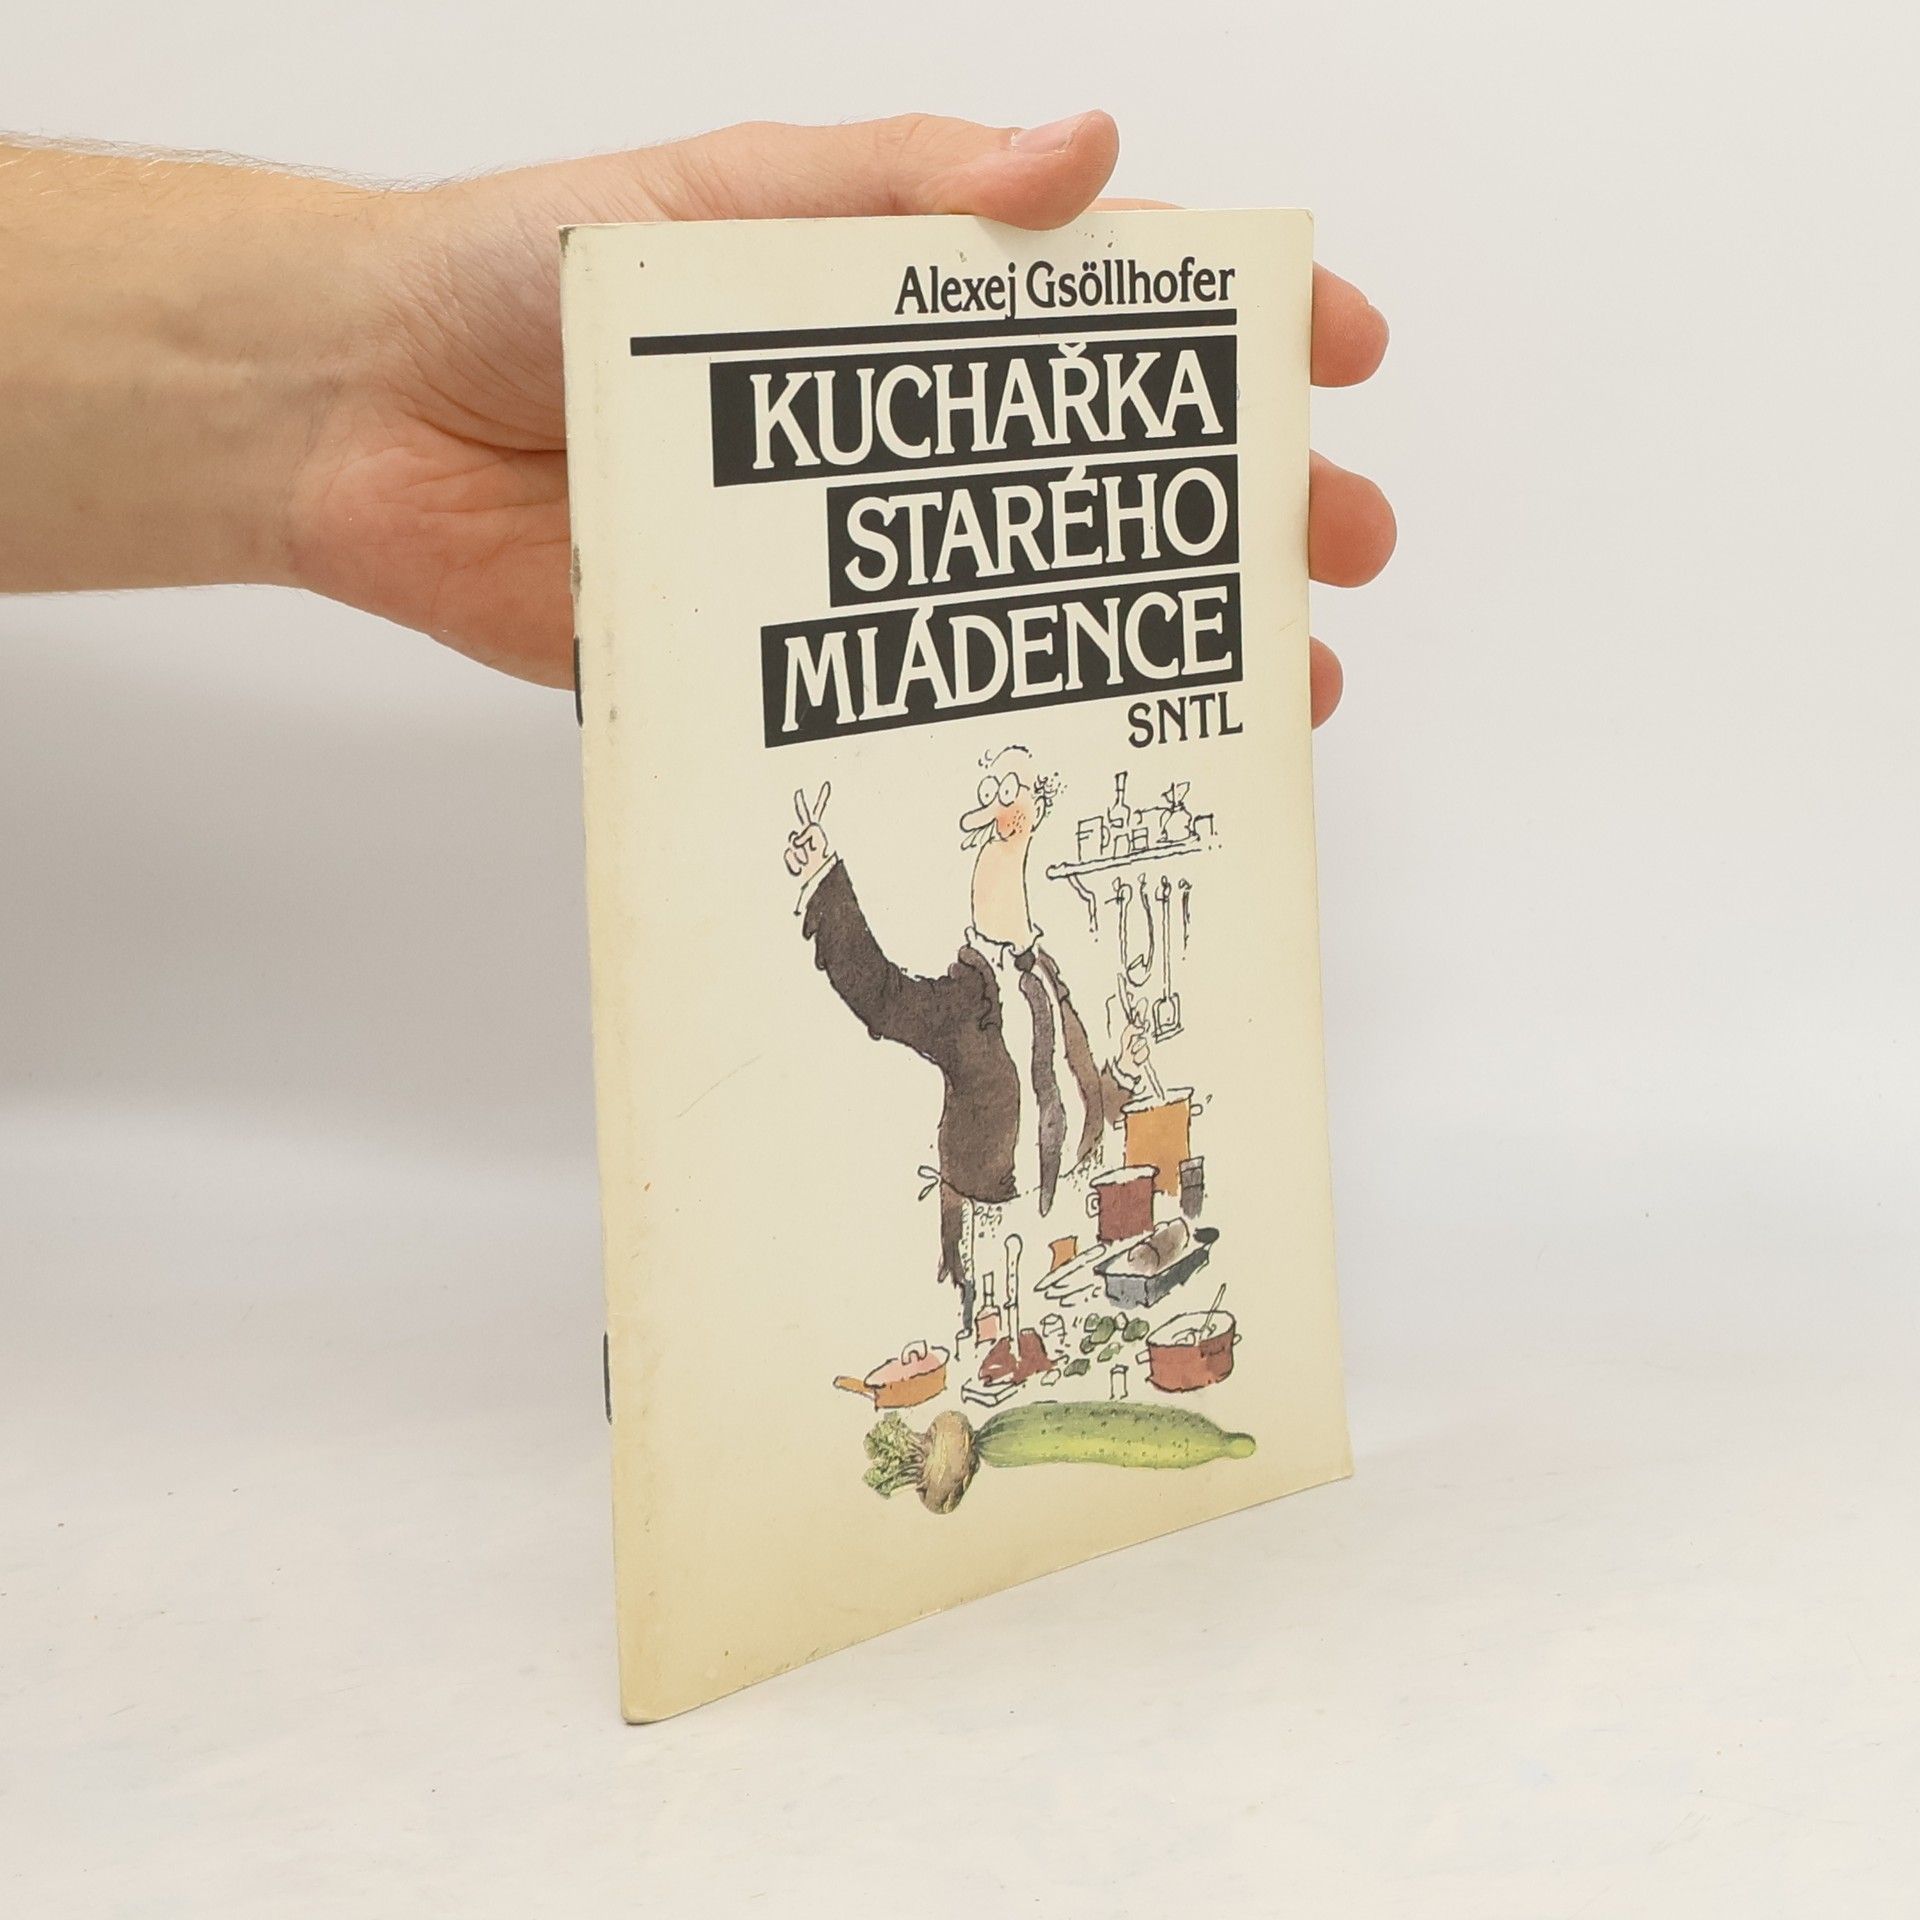 Alexej Gsöllhofer
KUCHAŘKA
STARÉHO
MLÁDENCE
SNTL